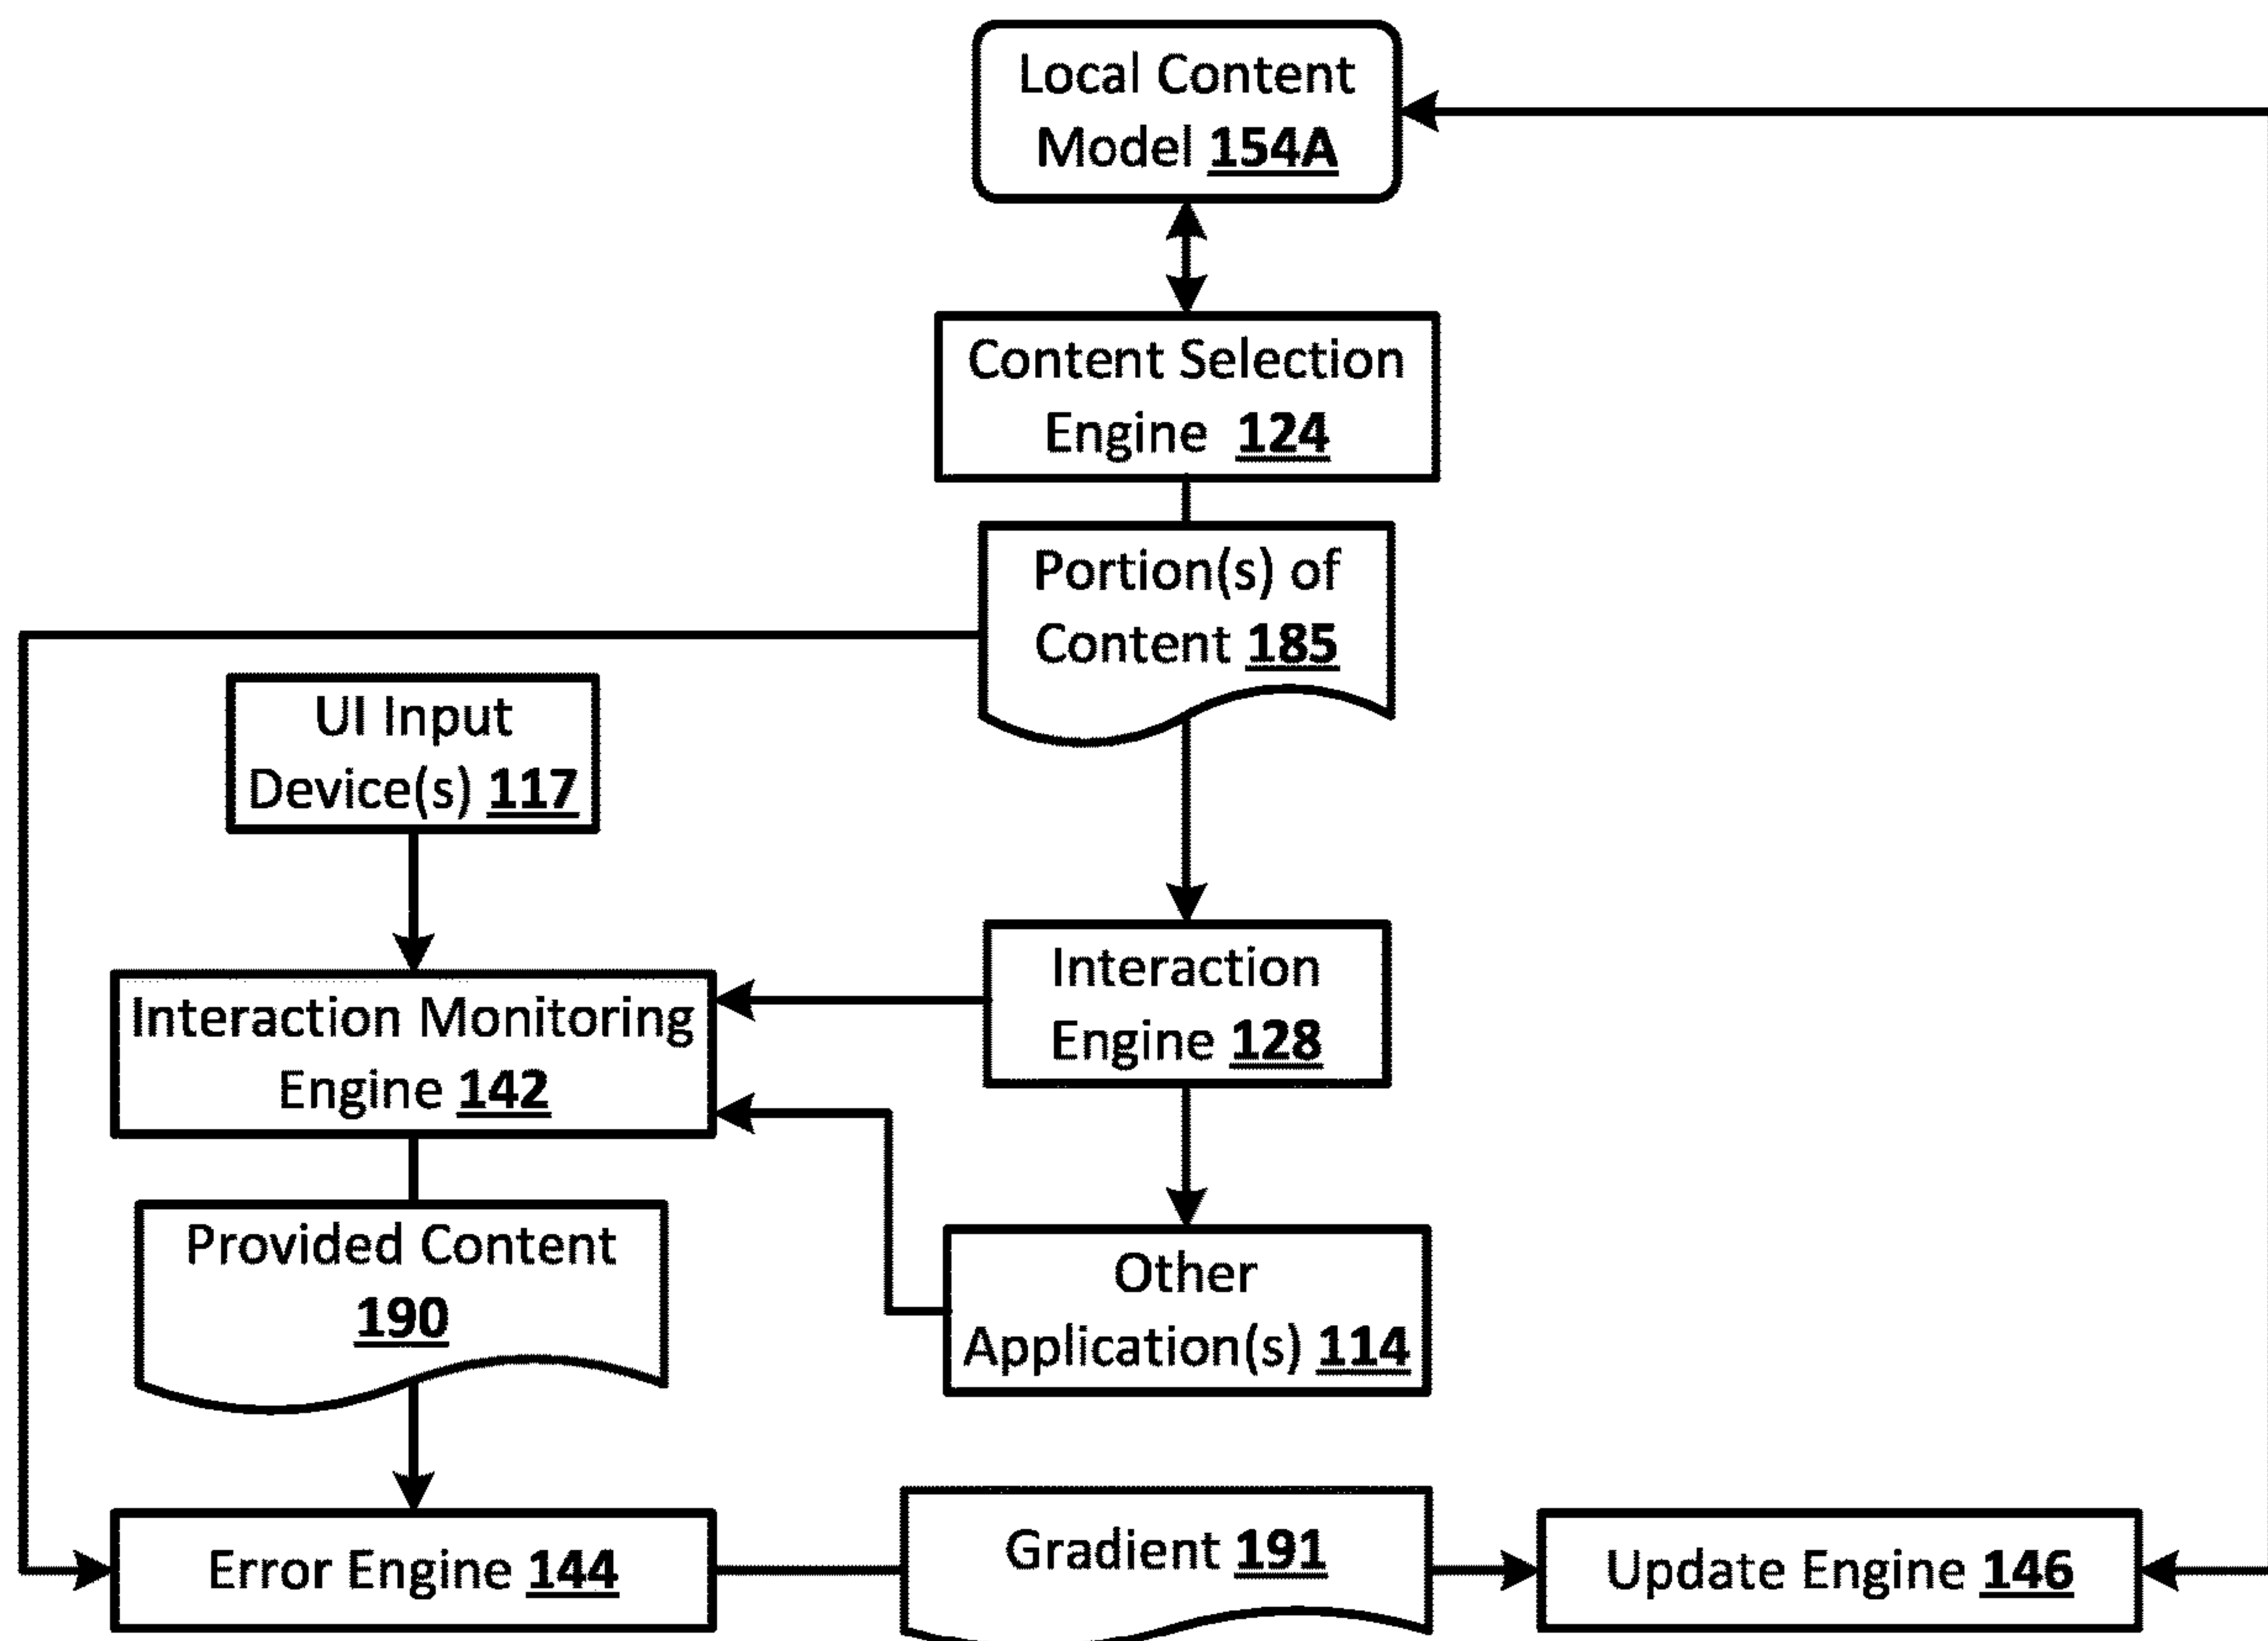 Local Content
Model 154A
Content Selection
Engine 124
Portion(s) of
Content 185
UI Input
Device(s) 117
Interaction
Engine 128
Interaction Monitoring
Engine 142
Provided Content
190
Other
Application(s) 114
Error Engine 144
Gradient 191
Update Engine 146